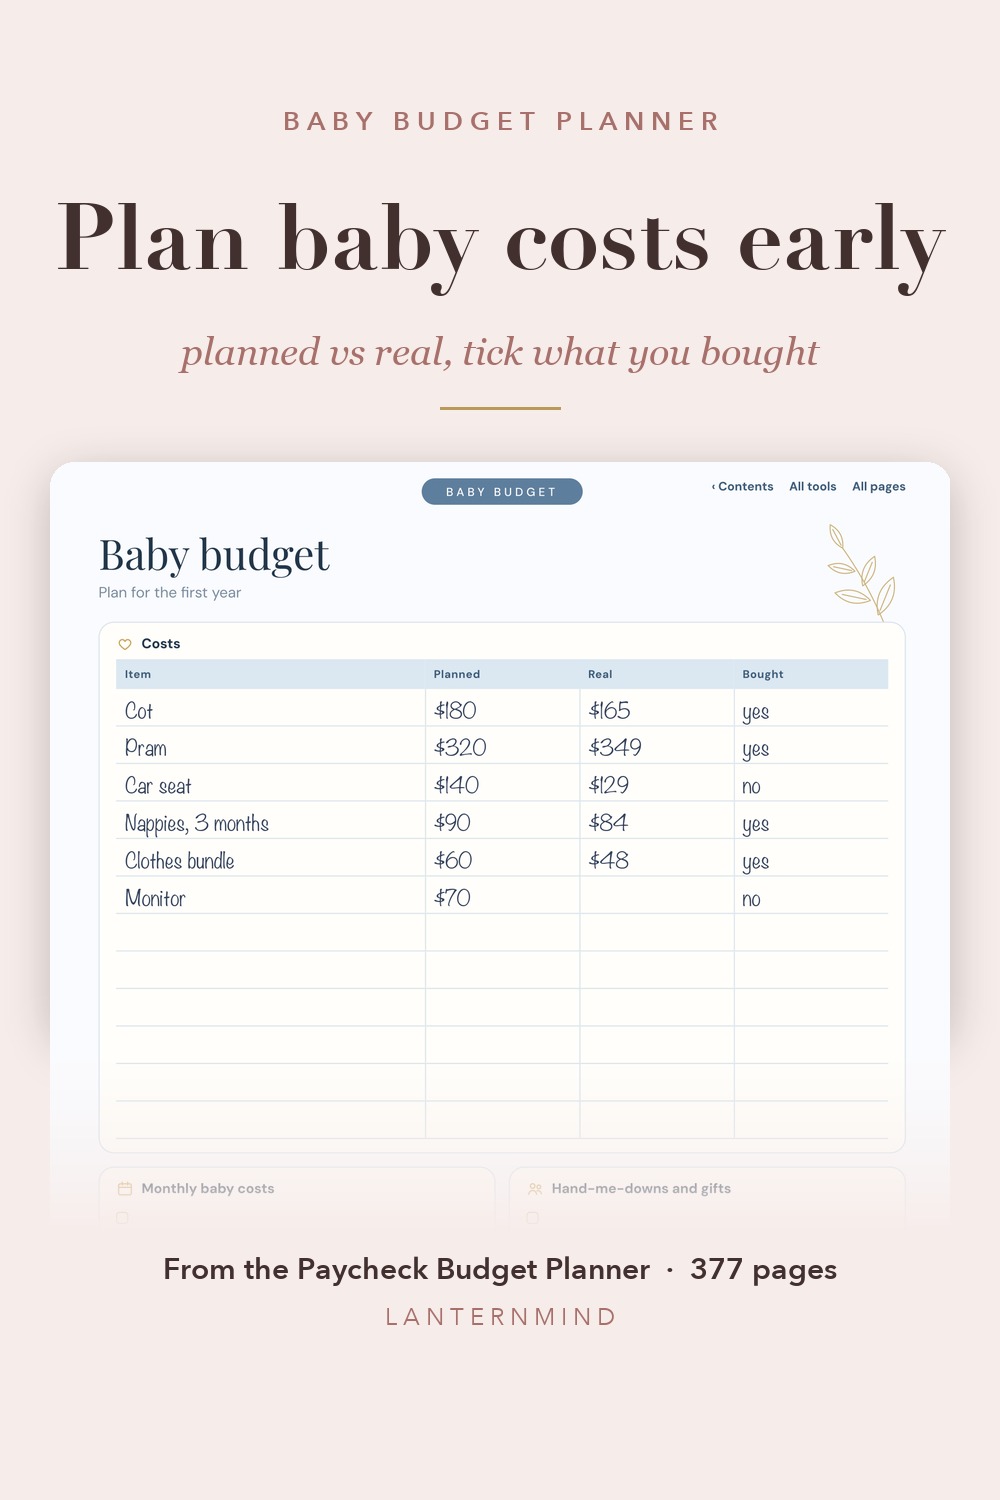 BABY BUDGET PLANNER
Plan baby costs early
planned vs real, tick what you bought
BABY BUDGET
‹ Contents All tools All pages
Baby budget
Plan for the first year
Costs
Item Planned Real Bought
Cot $180 $165 yes
Pram $320 $349 yes
Car seat $140 $129 no
Nappies, 3 months $90 $84 yes
Clothes bundle $60 $48 yes
Monitor $70 no
Monthly baby costs Hand-me-downs and gifts
From the Paycheck Budget Planner · 377 pages
LANTERNMIND